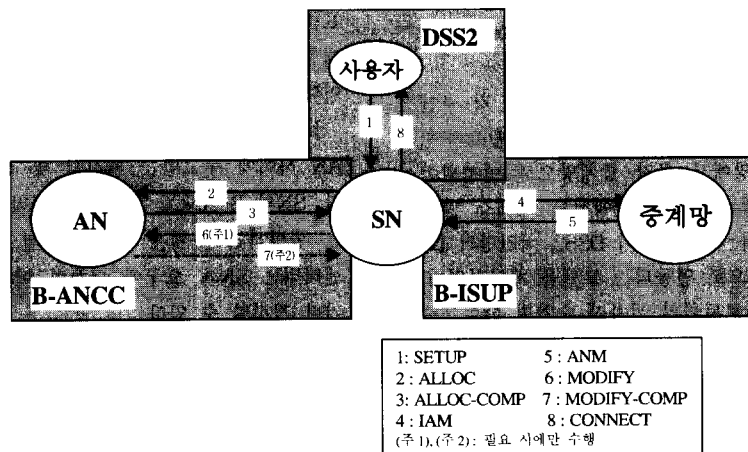 DSS2
사용자
1
8
2
AN
3
SN
4
5
중계망
6(주1)
7(주2)
B-ANCC
B-ISUP
1: SETUP 5 : ANM
2 : ALLOC 6 : MODIFY
3: ALLOC-COMP 7 : MODIFY-COMP
4 : IAM 8 : CONNECT
(주 1), (주 2) : 필요 시에만 수행